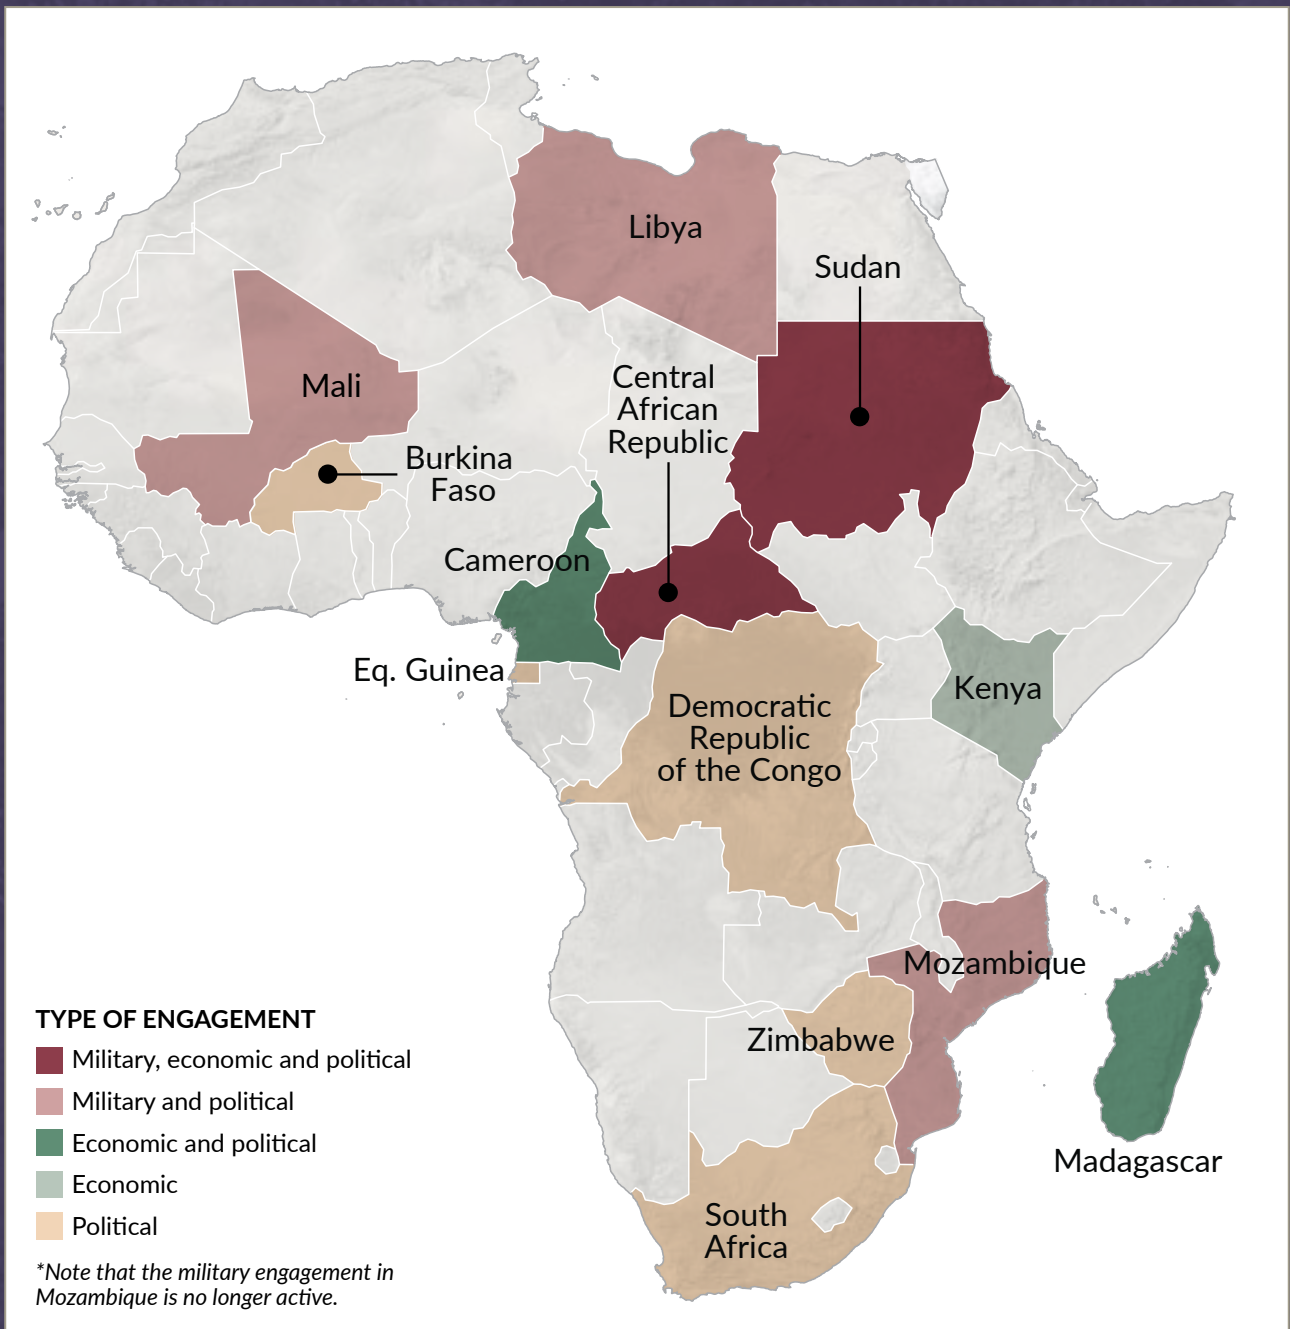 Libya
Sudan
Central
African
Republic
Mali
Burkina
Faso
Cameroon
Eq. Guinea
Kenya
Democratic
Republic
of the Congo
Mozambique
Zimbabwe
Madagascar
South
Africa
TYPE OF ENGAGEMENT
Military, economic and political
Military and political
Economic and political
Economic
Political
*Note that the military engagement in
Mozambique is no longer active.